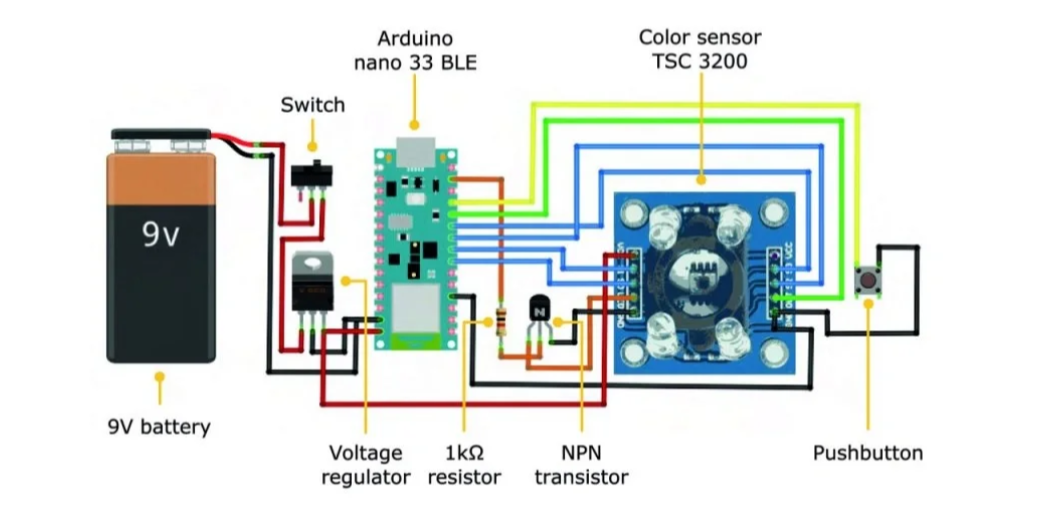 Arduino
nano 33 BLE
Color sensor
TSC 3200
Switch
9v
N
9V battery
Voltage
regulator
1kΩ
resistor
NPN
transistor
Pushbutton